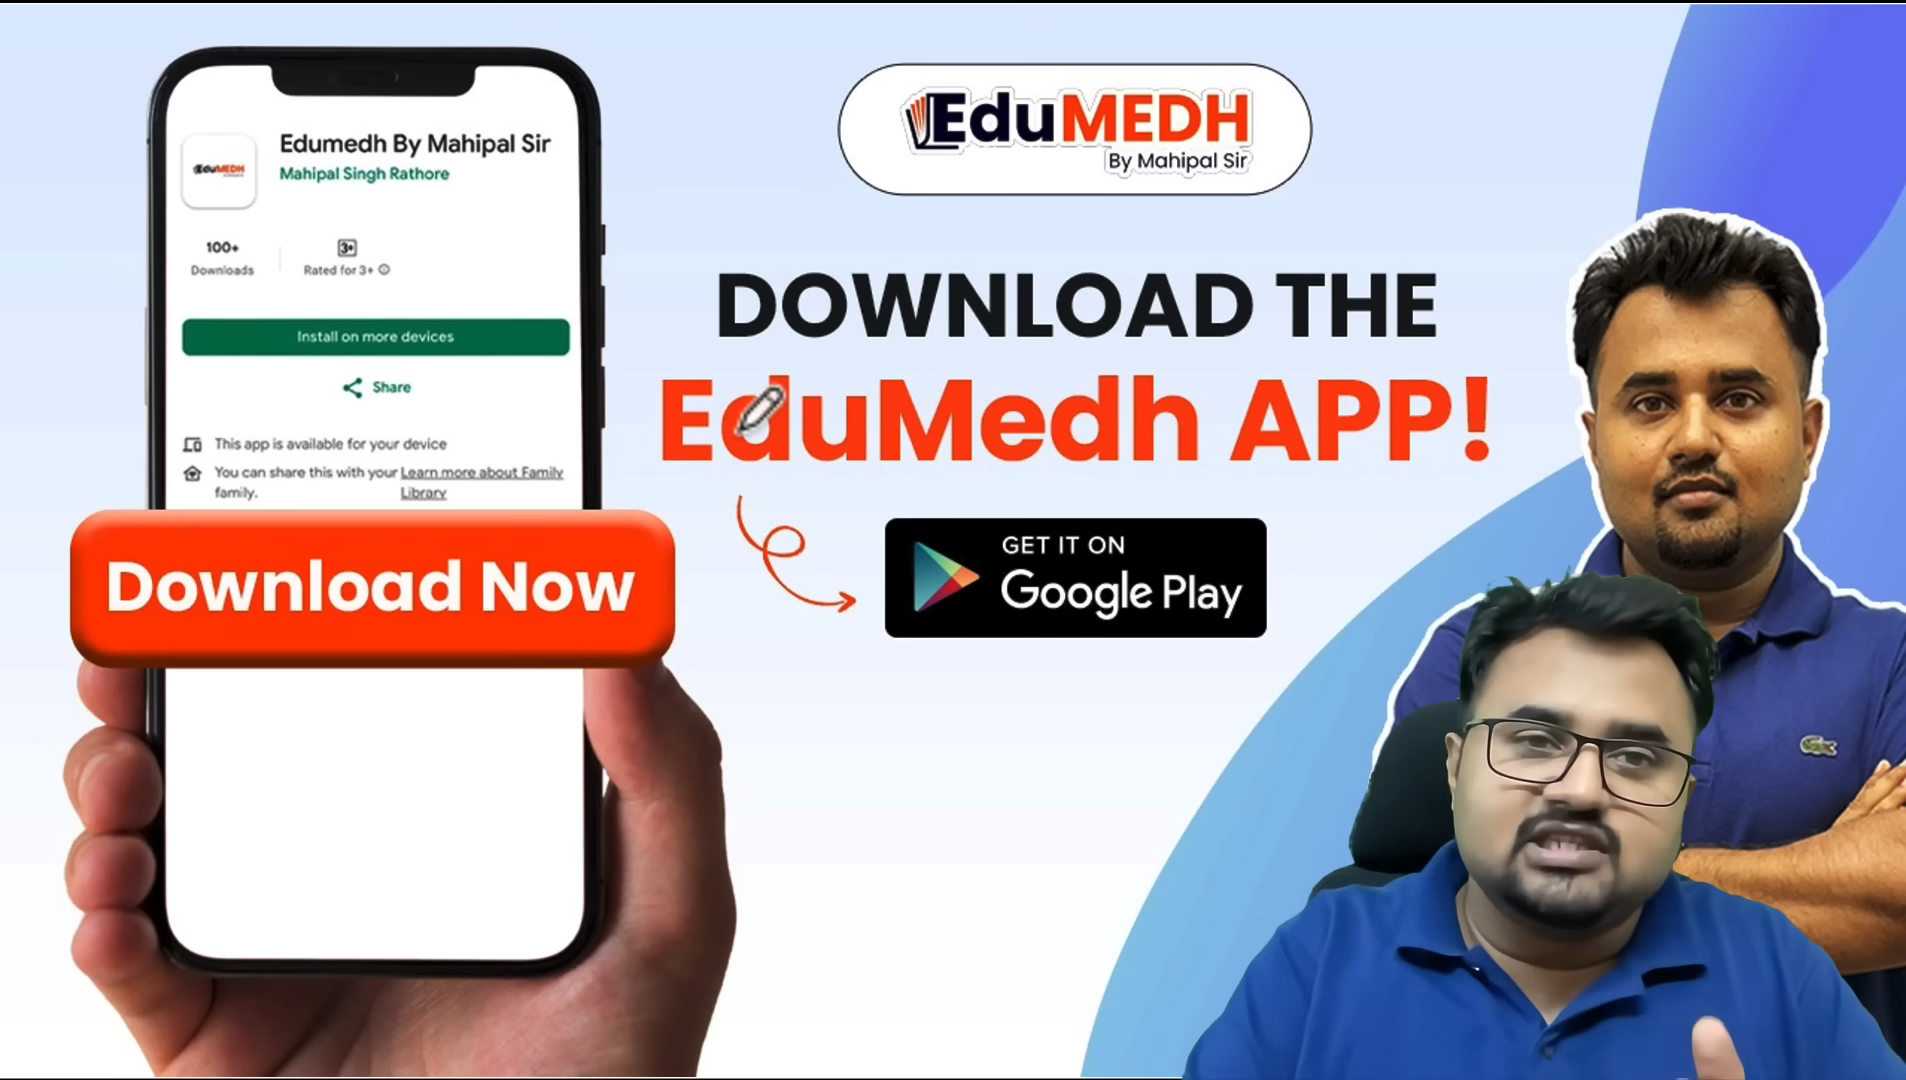 Edumedh By Mahipal Sir
Mahipal Singh Rathore
EduMEDH
100+
Downloads
3+
Rated for 3+
Install on more devices
Share
This app is available for your device
You can share this with your family.
Learn more about Family Library
Download Now
EduMEDH
By Mahipal Sir
DOWNLOAD THE
EduMedh APP!
GET IT ON
Google Play